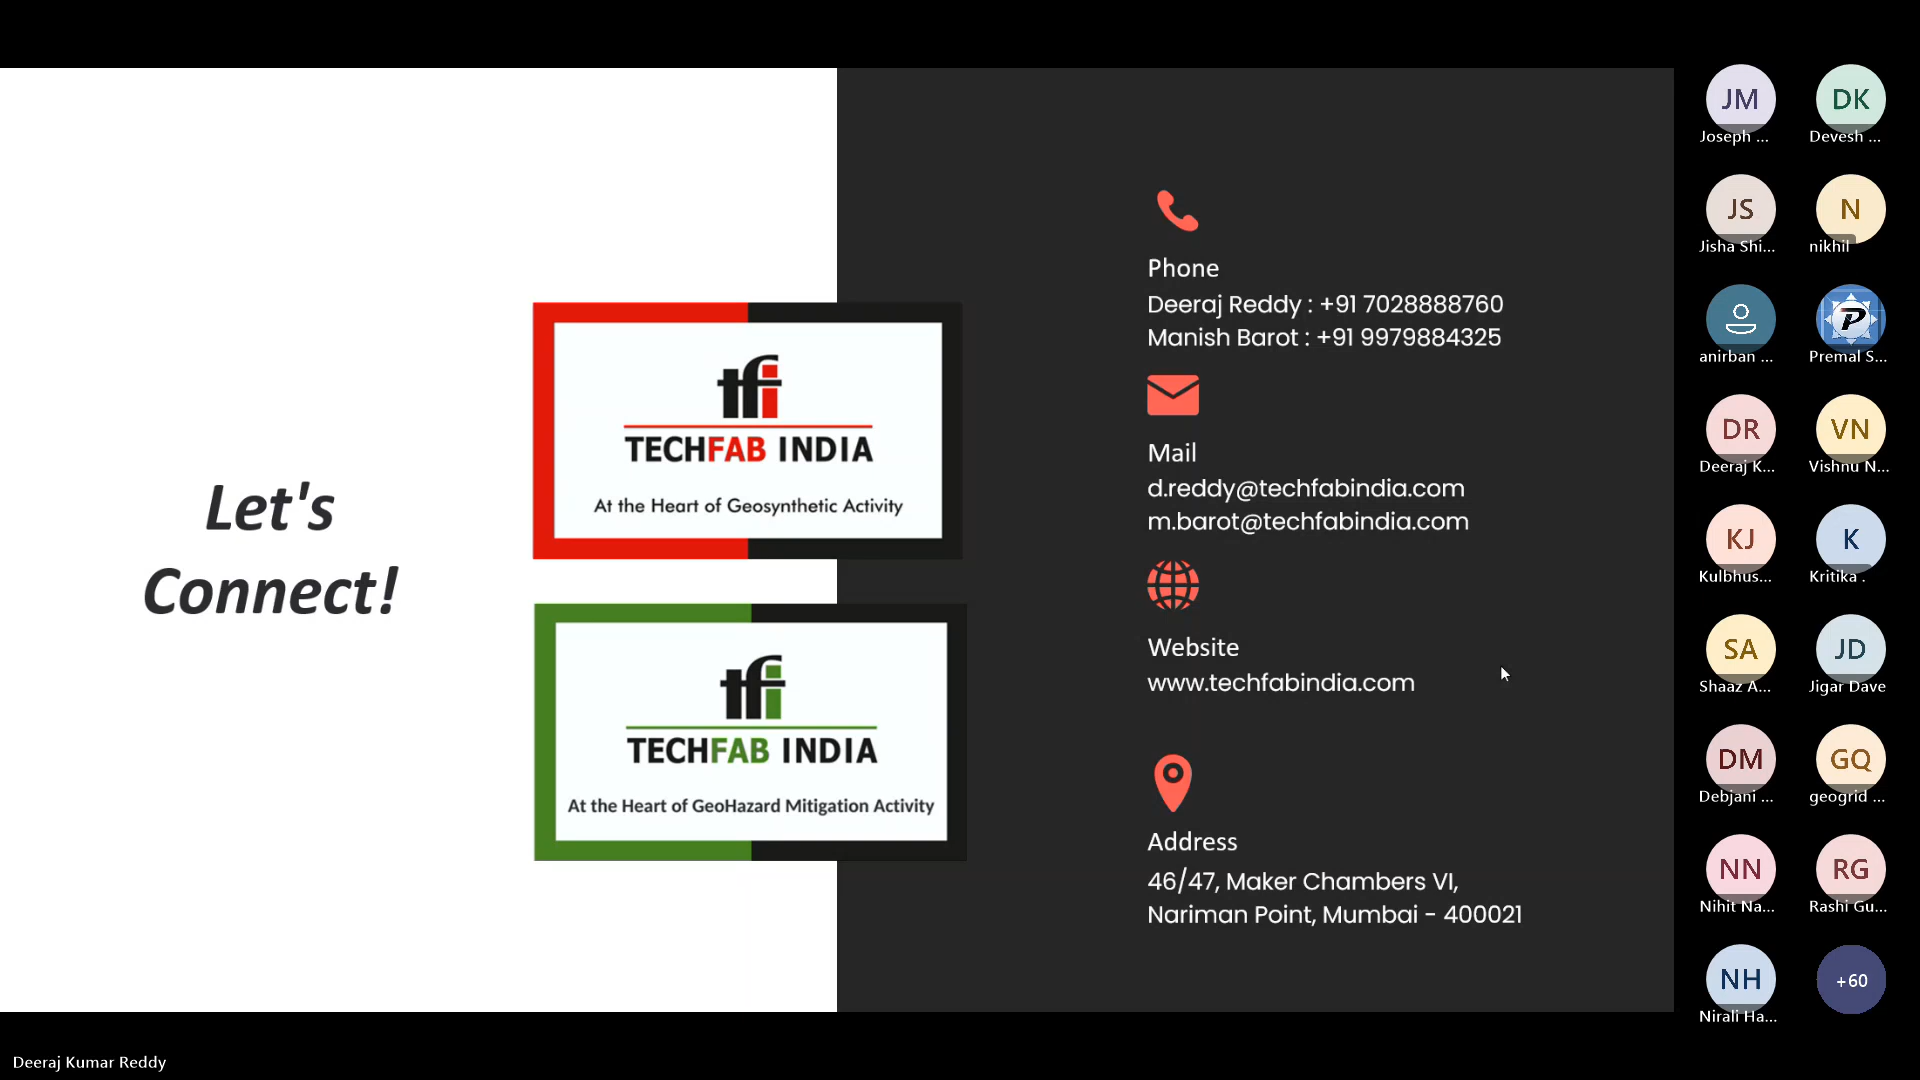 Let's
Connect!
tfi
TECHFAB INDIA
At the Heart of Geosynthetic Activity
tfi
TECHFAB INDIA
At the Heart of GeoHazard Mitigation Activity
Phone
Deeraj Reddy : +91 7028888760
Manish Barot : +91 9979884325
Mail
d.reddy@techfabindia.com
m.barot@techfabindia.com
Website
www.techfabindia.com
Address
46/47, Maker Chambers VI,
Nariman Point, Mumbai - 400021
JM
Joseph ...
DK
Devesh ...
JS
Jisha Shi...
N
nikhil
anirban ...
P
Premal S...
DR
Deeraj K...
VN
Vishnu N...
KJ
Kulbhus...
K
Kritika .
SA
Shaaz A...
JD
Jigar Dave
DM
Debjani ...
GQ
geogrid ...
NN
Nihit Na...
RG
Rashi Gu...
NH
Nirali Ha...
+60
Deeraj Kumar Reddy